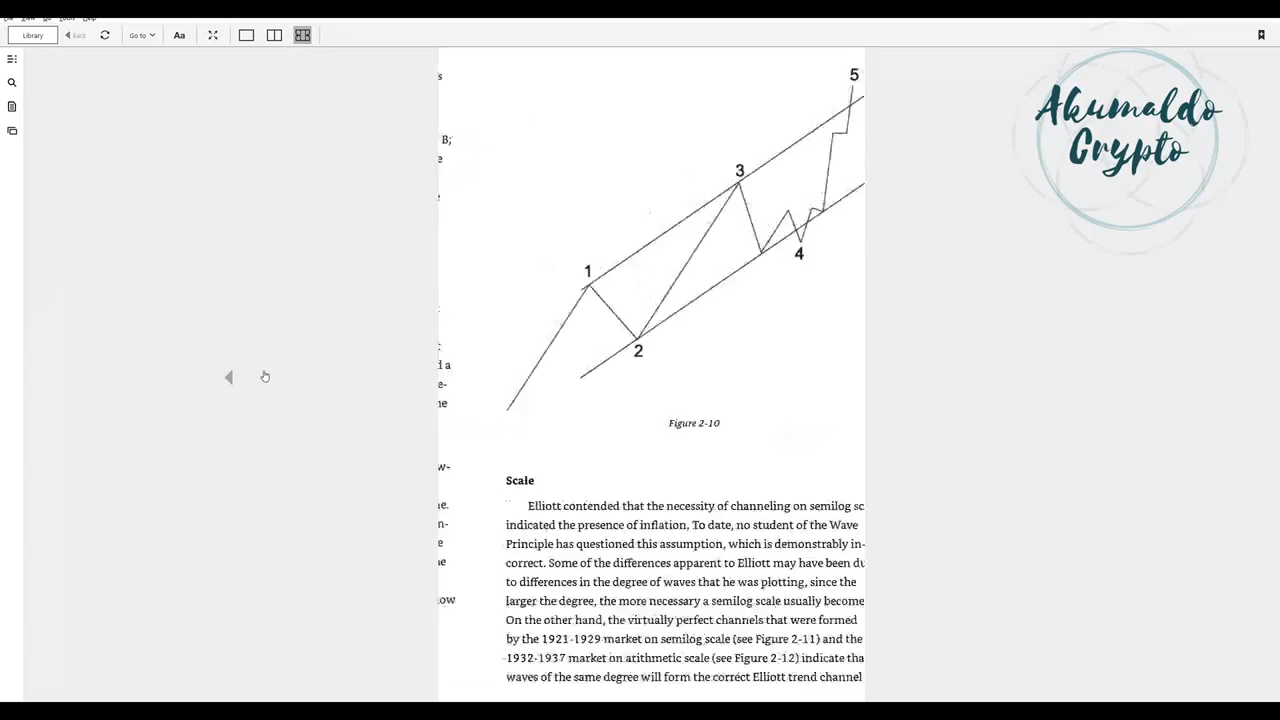 Library
Back
Go to
Aa
Akumaldo
Crypto
s
B;
e
d a
e-
ne
w-
ne.
n-
e
ie
ow
5
3
4
1
2
Figure 2-10
Scale
Elliott contended that the necessity of channeling on semilog sc
indicated the presence of inflation. To date, no student of the Wave
Principle has questioned this assumption, which is demonstrably in-
correct. Some of the differences apparent to Elliott may have been du
to differences in the degree of waves that he was plotting, since the
larger the degree, the more necessary a semilog scale usually become
On the other hand, the virtually perfect channels that were formed
by the 1921-1929 market on semilog scale (see Figure 2-11) and the
1932-1937 market on arithmetic scale (see Figure 2-12) indicate tha
waves of the same degree will form the correct Elliott trend channel